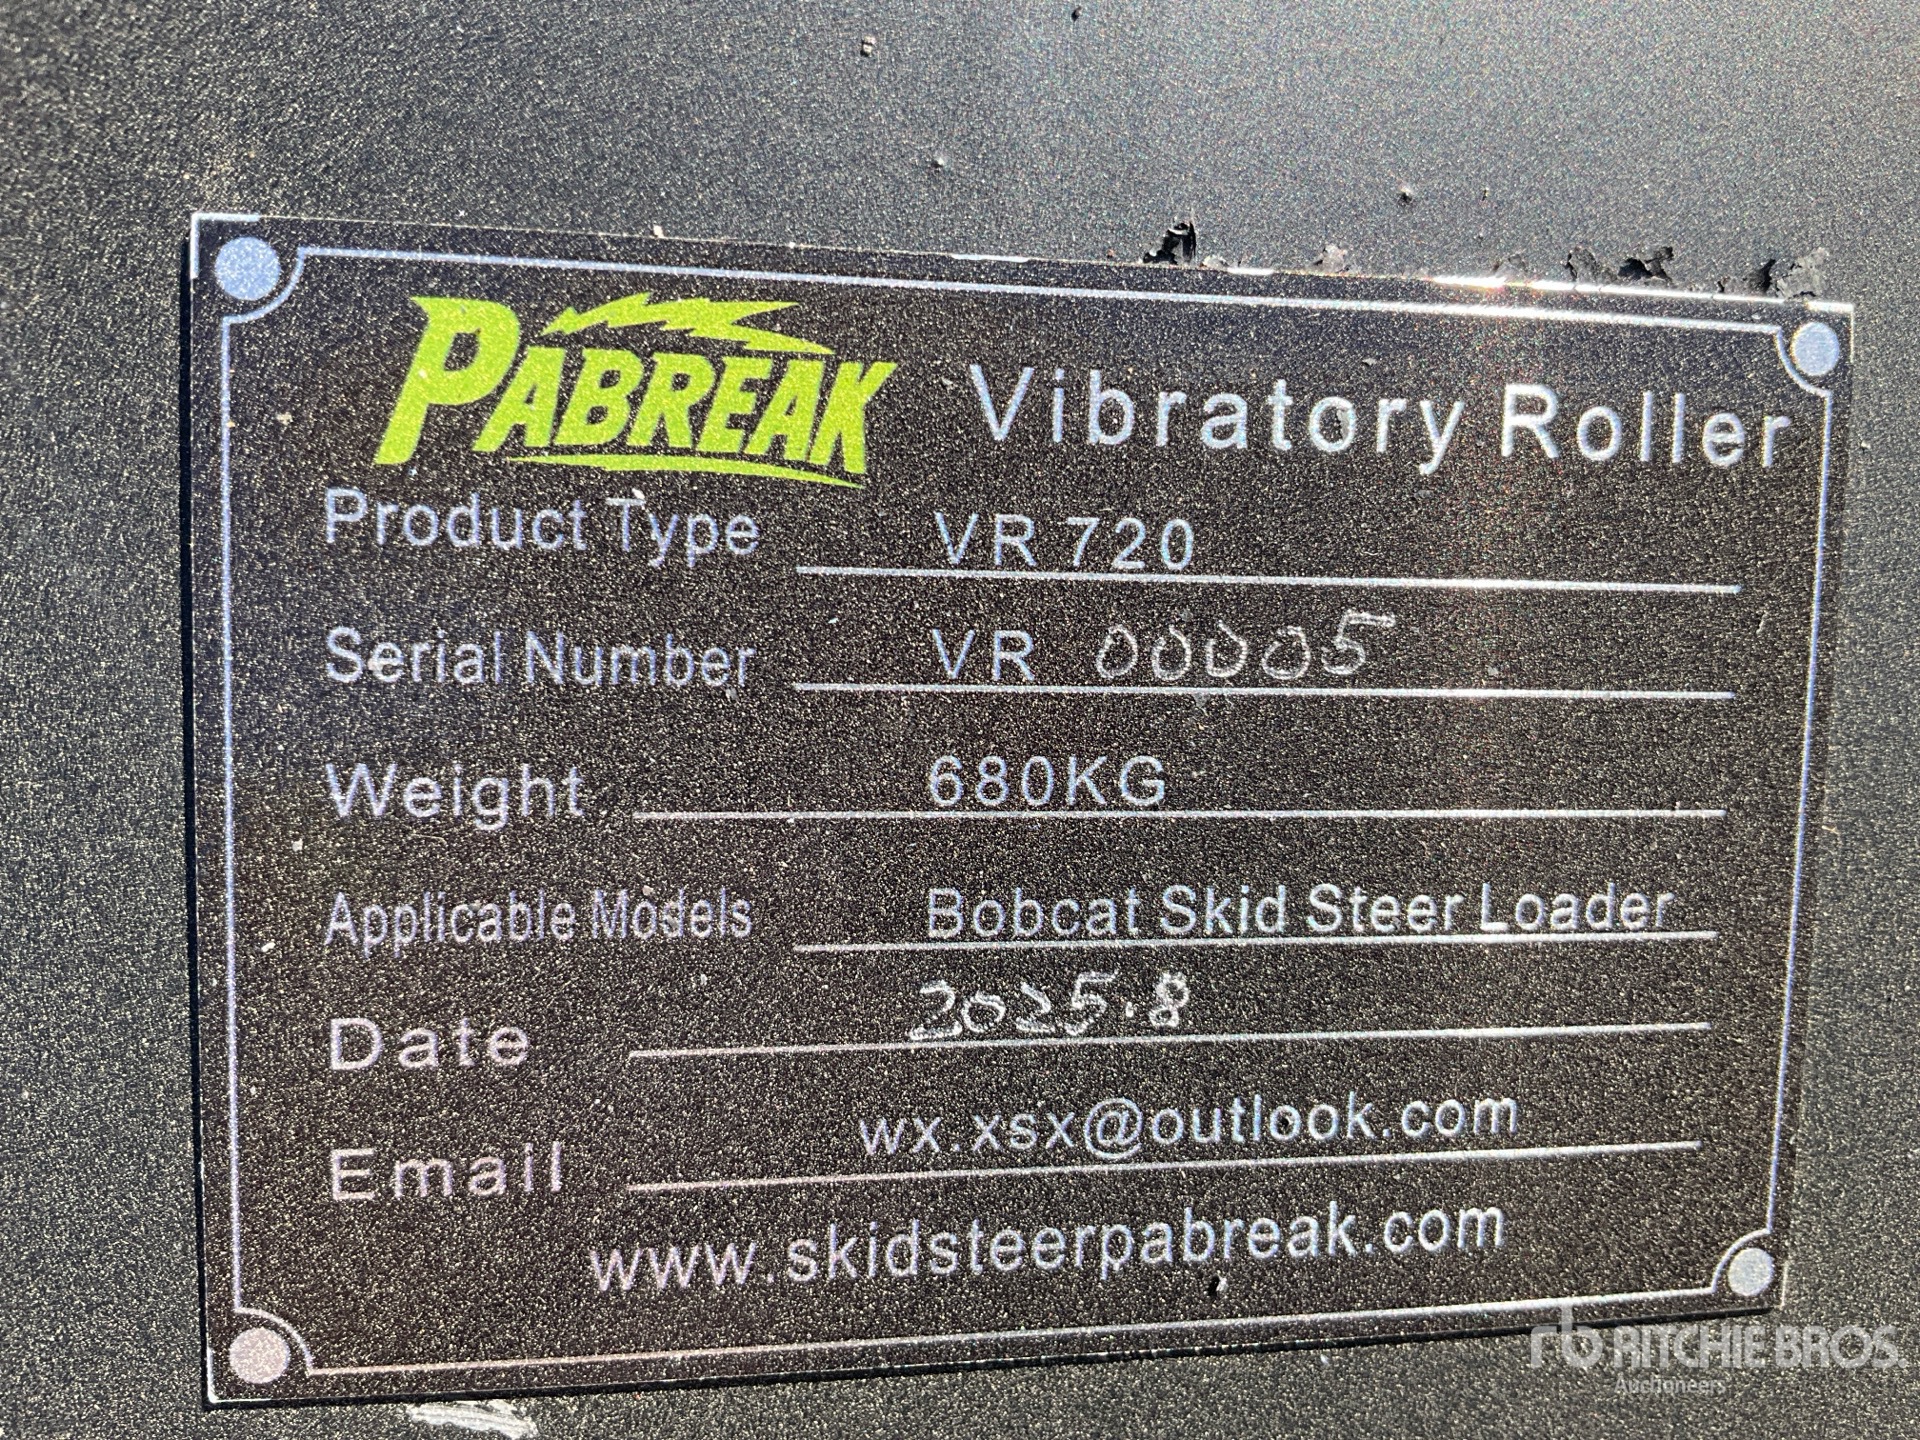 PABREAK Vibratory Roller
Product Type VR 720
Serial Number VR 00005
Weight 680KG
Applicable Models Bobcat Skid Steer Loader
Date 2025.8
Email wx.xsx@outlook.com
www.skidsteerpabreak.com
rb RITCHIE BROS.
Auctioneers